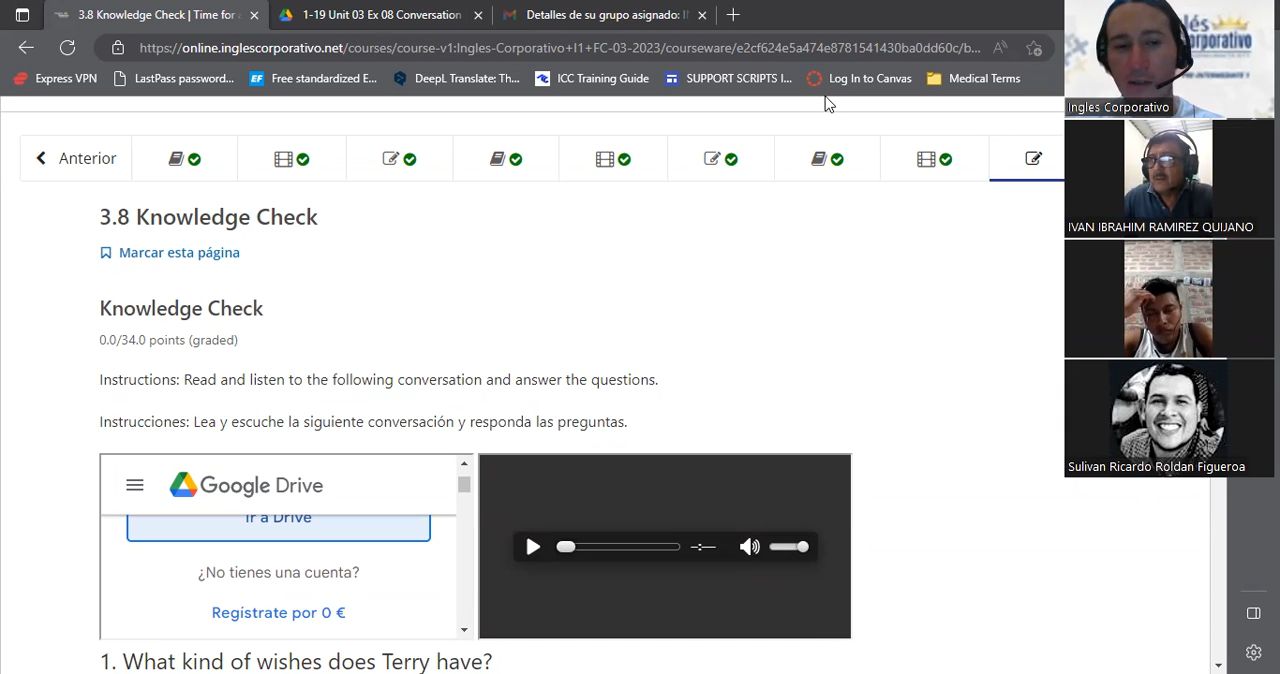 3.8 Knowledge Check | Time for a
1-19 Unit 03 Ex 08 Conversation
Detalles de su grupo asignado: I
https://online.inglescorporativo.net/courses/course-v1:Ingles-Corporativo+I1+FC-03-2023/courseware/e2cf624e5a474e8781541430ba0dd60c/b...
Express VPN
LastPass password...
EF Free standardized E...
DeepL Translate: Th...
ICC Training Guide
SUPPORT SCRIPTS I...
Log In to Canvas
Medical Terms
Ingles Corporativo
IVAN IBRAHIM RAMIREZ QUIJANO
Sulivan Ricardo Roldan Figueroa
Anterior
3.8 Knowledge Check
Marcar esta página
Knowledge Check
0.0/34.0 points (graded)
Instructions: Read and listen to the following conversation and answer the questions.
Instrucciones: Lea y escuche la siguiente conversación y responda las preguntas.
Google Drive
Ir a Drive
¿No tienes una cuenta?
Regístrate por 0 €
-:--
1. What kind of wishes does Terry have?